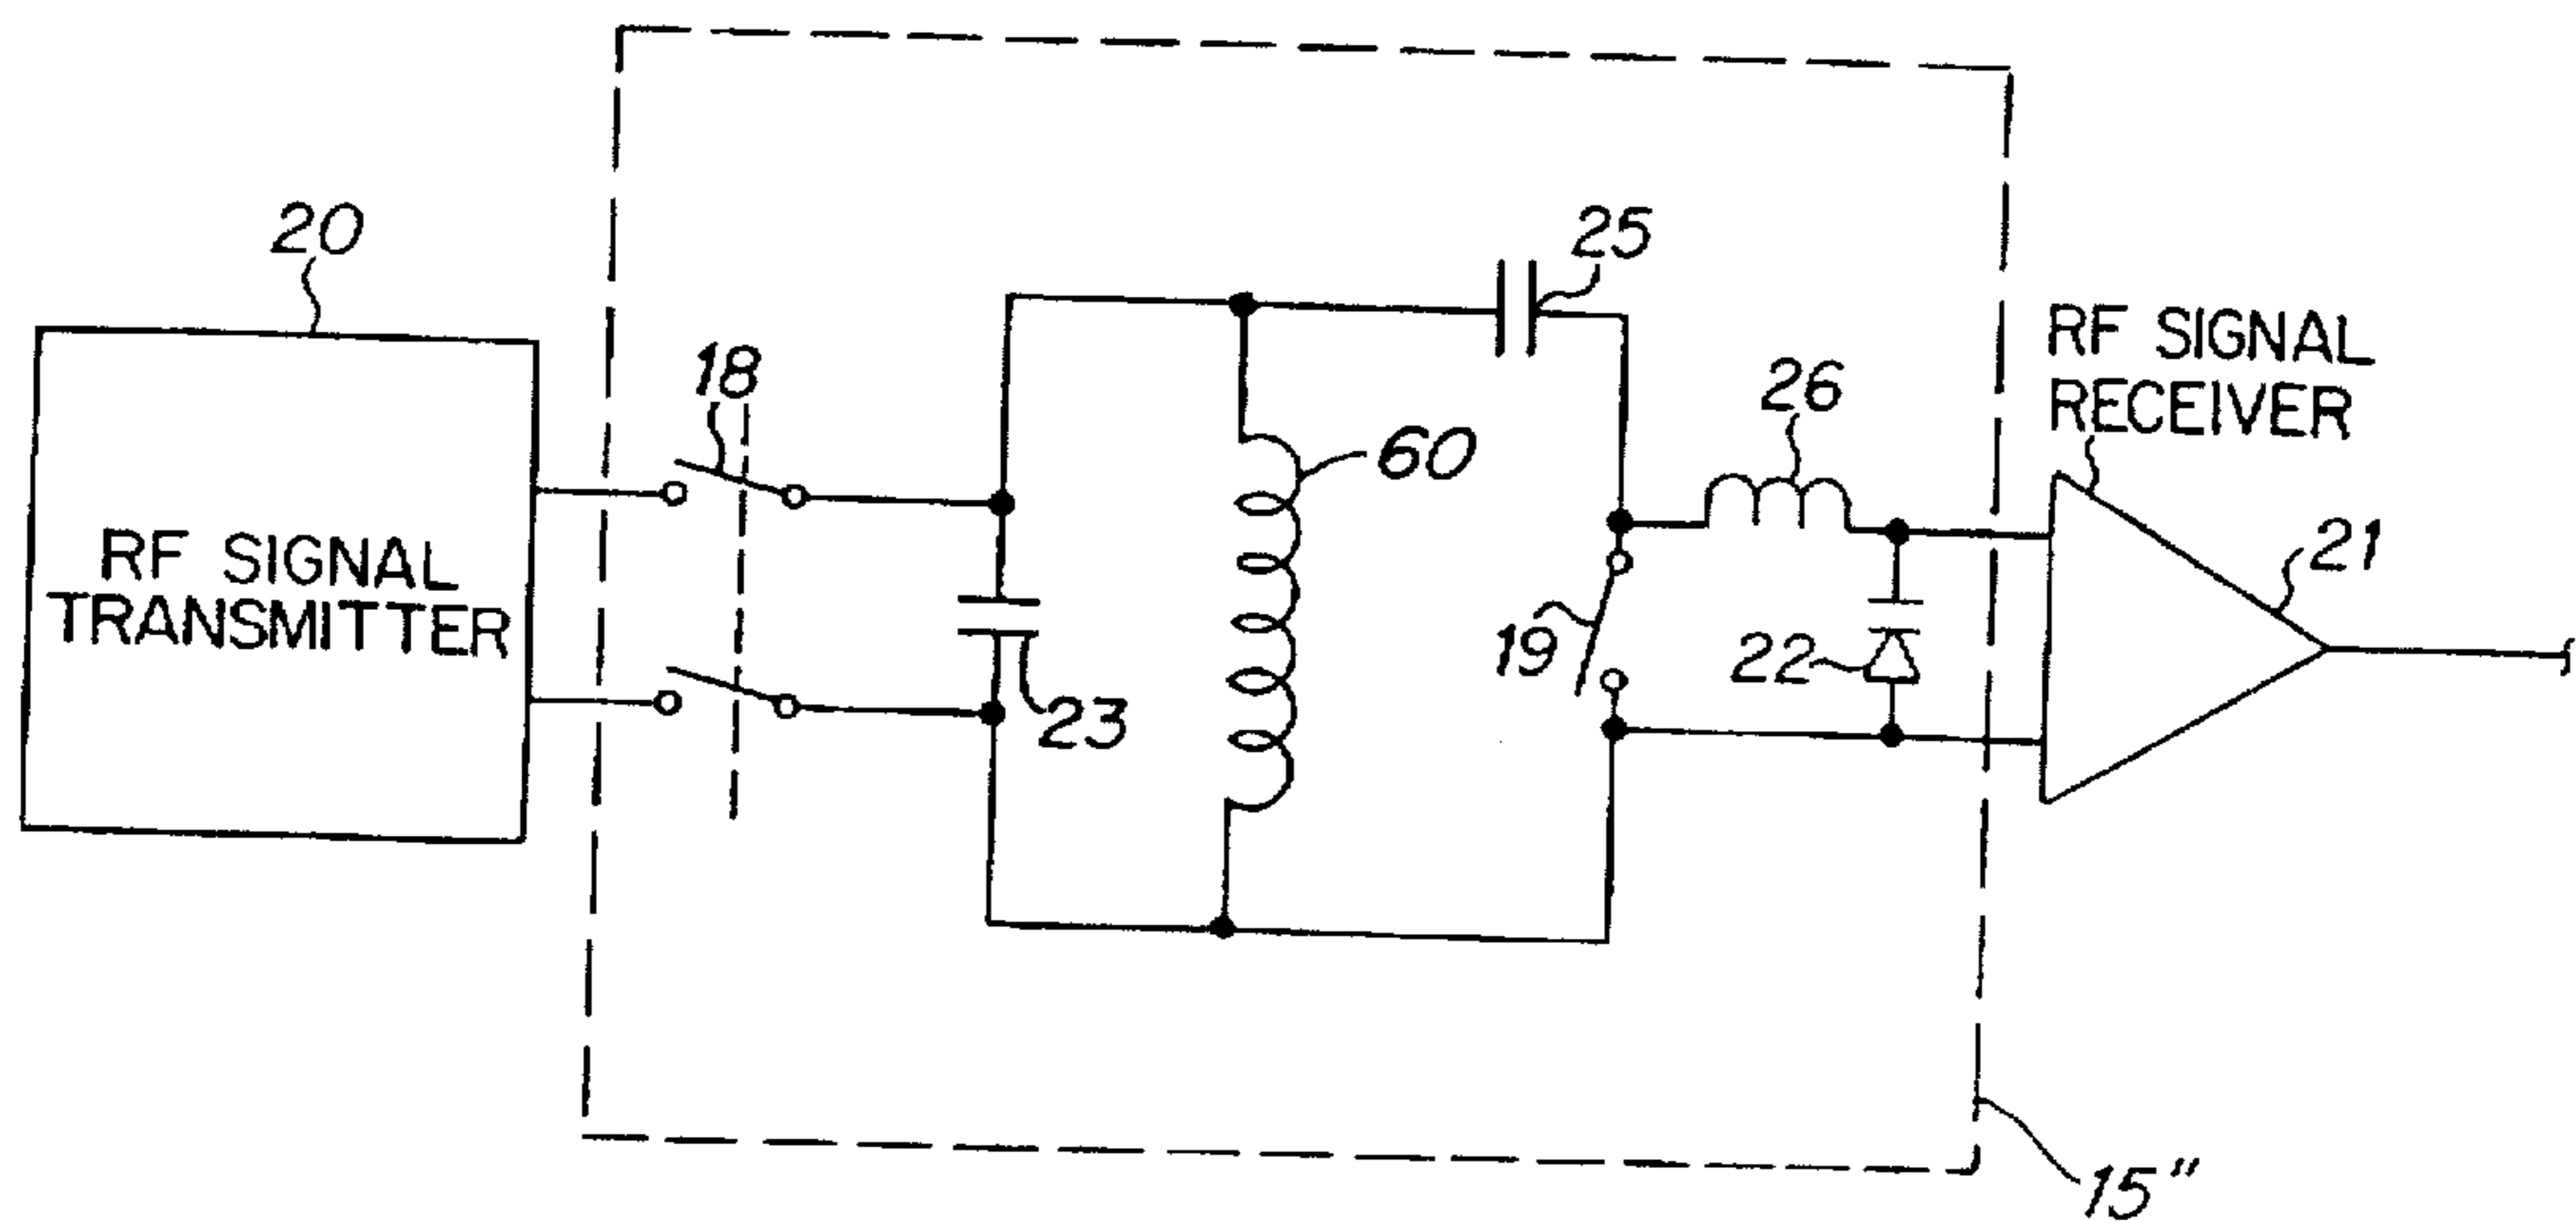 20
RF SIGNAL
TRANSMITTER
18
23
60
25
19
26
22
RF SIGNAL
RECEIVER
21
15"